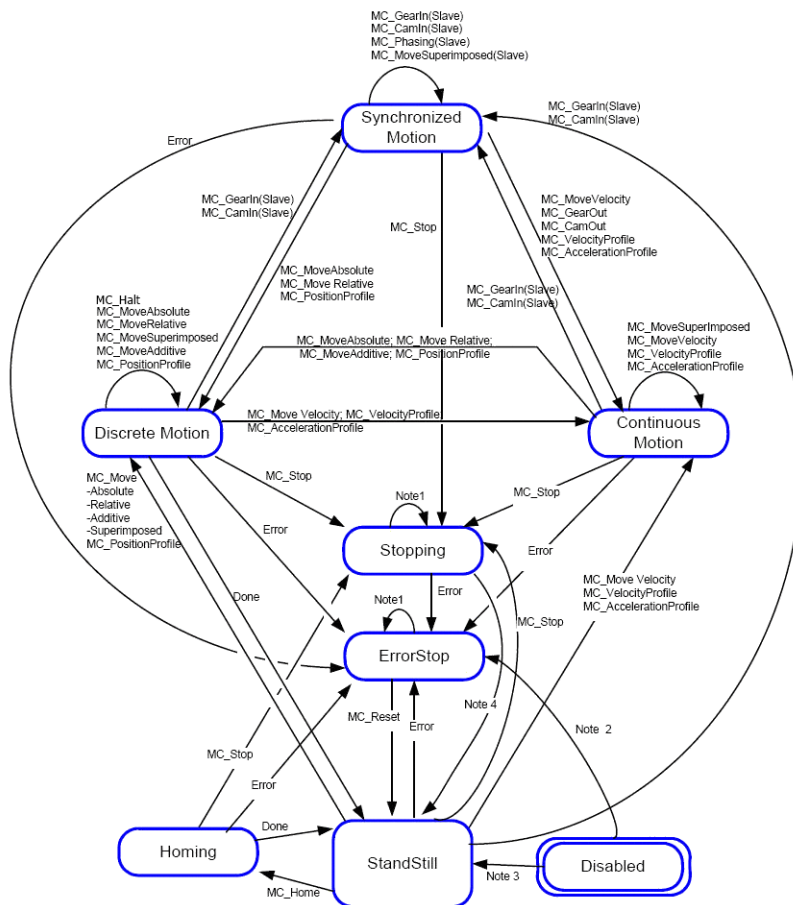 MC_GearIn(Slave)
MC_CamIn(Slave)
MC_Phasing(Slave)
MC_MoveSuperimposed(Slave)
MC_GearIn(Slave)
MC_CamIn(Slave)
Synchronized
Motion
Error
MC_GearIn(Slave)
MC_CamIn(Slave)
MC_Stop
MC_MoveVelocity
MC_GearOut
MC_CamOut
MC_VelocityProfile
MC_AccelerationProfile
MC_MoveAbsolute
MC_Move Relative
MC_PositionProfile
MC_GearIn(Slave)
MC_CamIn(Slave)
MC_Halt
MC_MoveAbsolute
MC_MoveRelative
MC_MoveSuperimposed
MC_MoveAdditive
MC_PositionProfile
MC_MoveAbsolute; MC_Move Relative;
MC_MoveAdditive; MC_PositionProfile
MC_MoveSuperImposed
MC_MoveVelocity
MC_VelocityProfile
MC_AccelerationProfile
Discrete Motion
MC_Move Velocity; MC_VelocityProfile;
MC_AccelerationProfile
Continuous
Motion
MC_Move
-Absolute
-Relative
-Additive
-Superimposed
MC_PositionProfile
MC_Stop
Note1
MC_Stop
Stopping
Error
Error
Error
Done
Note1
MC_Stop
MC_Move Velocity
MC_VelocityProfile
MC_AccelerationProfile
ErrorStop
MC_Reset
Error
Note 4
Note 2
MC_Stop
Error
Done
Homing
StandStill
Disabled
Note 3
MC_Home